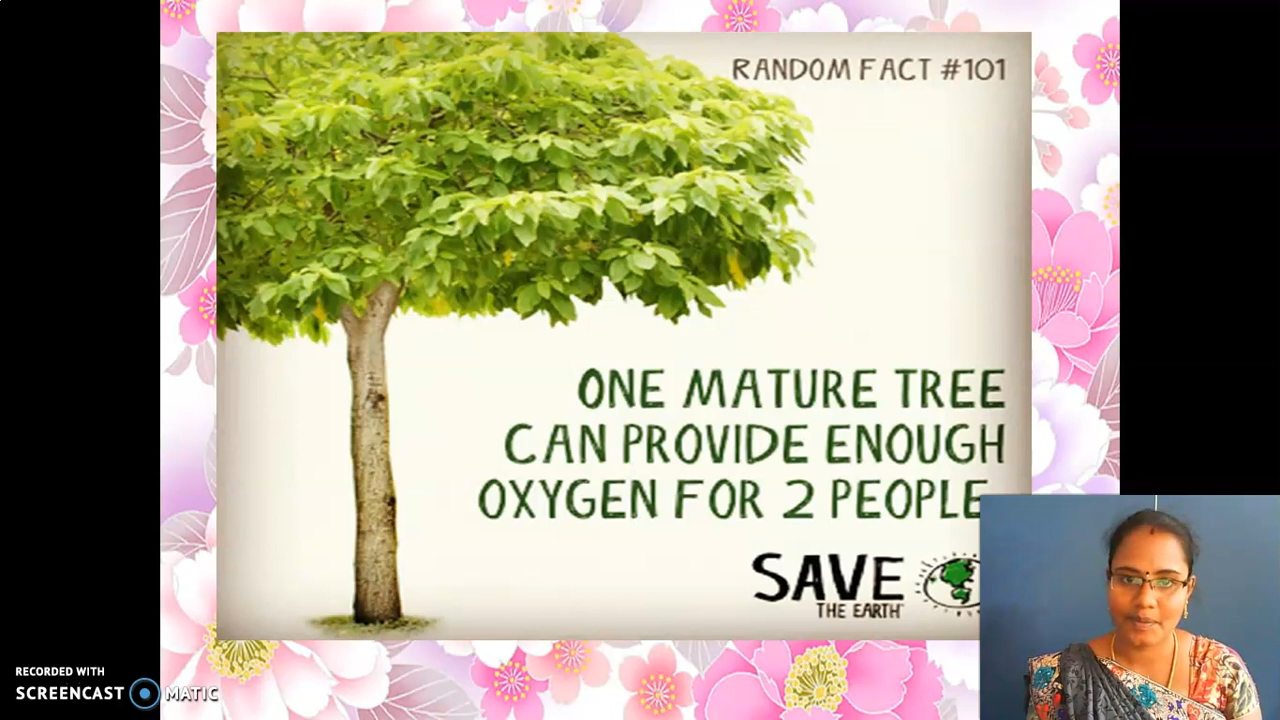 RANDOM FACT #101
ONE MATURE TREE
CAN PROVIDE ENOUGH
OXYGEN FOR 2 PEOPLE
SAVE
THE EARTH
RECORDED WITH
SCREENCAST MATIC